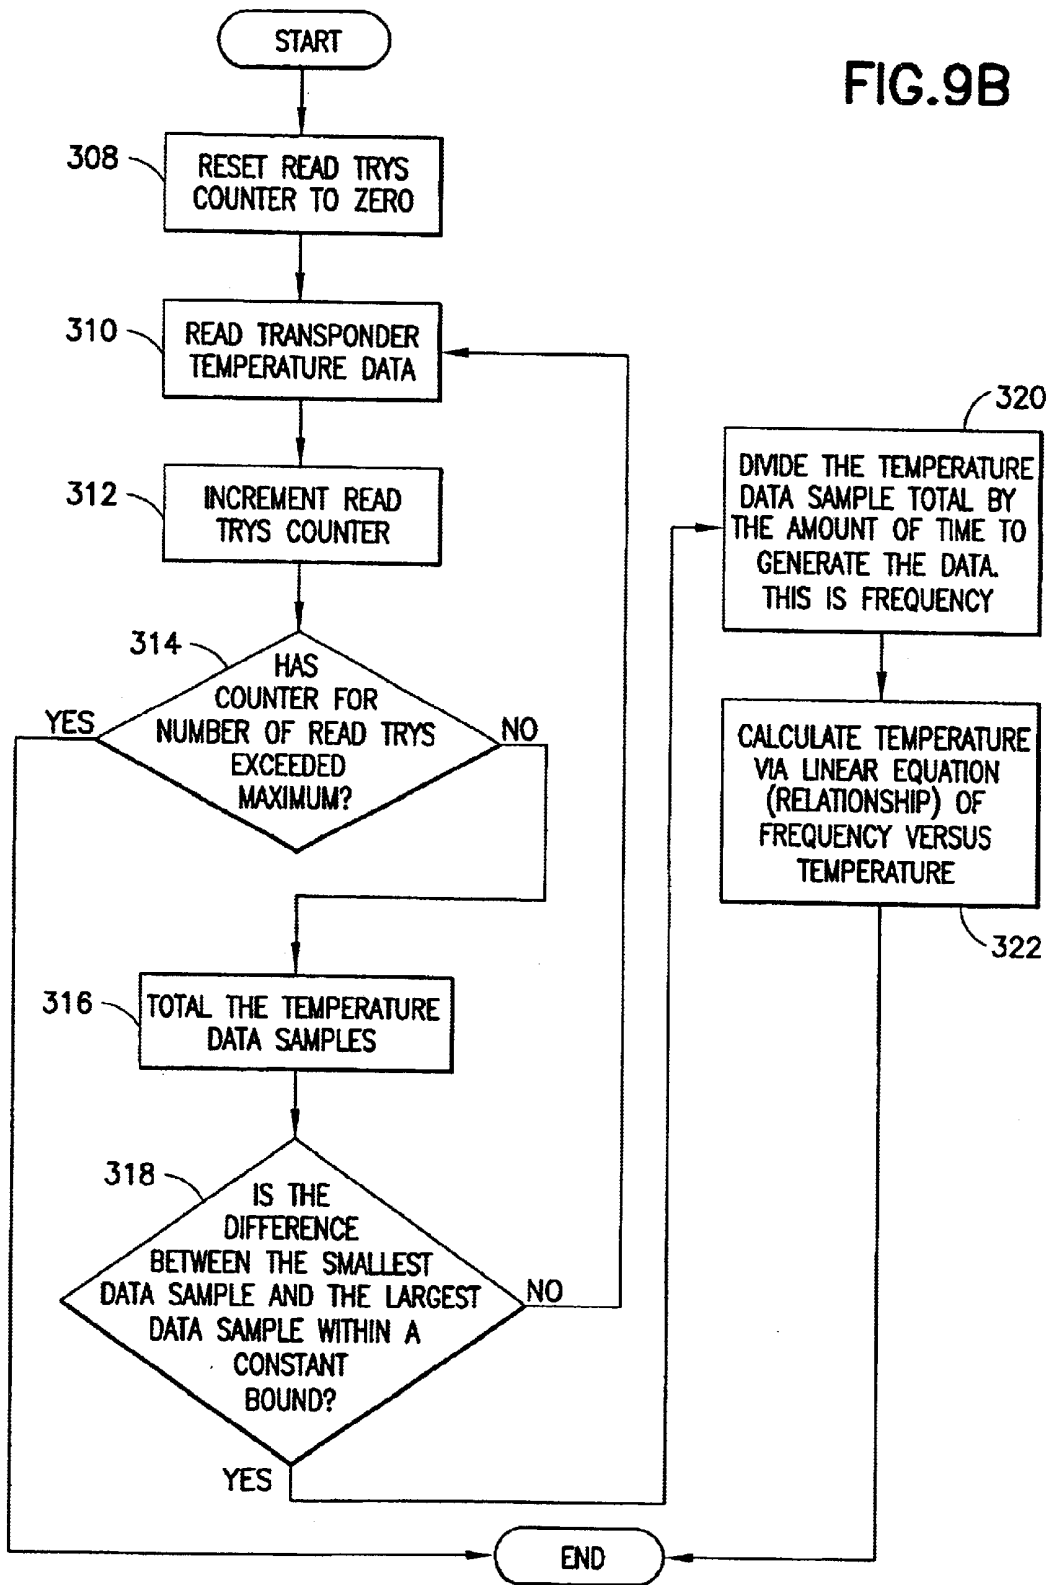 START
FIG.9B
308
RESET READ TRYS
COUNTER TO ZERO
310
READ TRANSPONDER
TEMPERATURE DATA
312
INCREMENT READ
TRYS COUNTER
314
HAS
COUNTER FOR
NUMBER OF READ TRYS
EXCEEDED
MAXIMUM?
YES
NO
316
TOTAL THE TEMPERATURE
DATA SAMPLES
318
IS THE
DIFFERENCE
BETWEEN THE SMALLEST
DATA SAMPLE AND THE LARGEST
DATA SAMPLE WITHIN A
CONSTANT
BOUND?
NO
YES
320
DIVIDE THE TEMPERATURE
DATA SAMPLE TOTAL BY
THE AMOUNT OF TIME TO
GENERATE THE DATA.
THIS IS FREQUENCY
CALCULATE TEMPERATURE
VIA LINEAR EQUATION
(RELATIONSHIP) OF
FREQUENCY VERSUS
TEMPERATURE
322
END